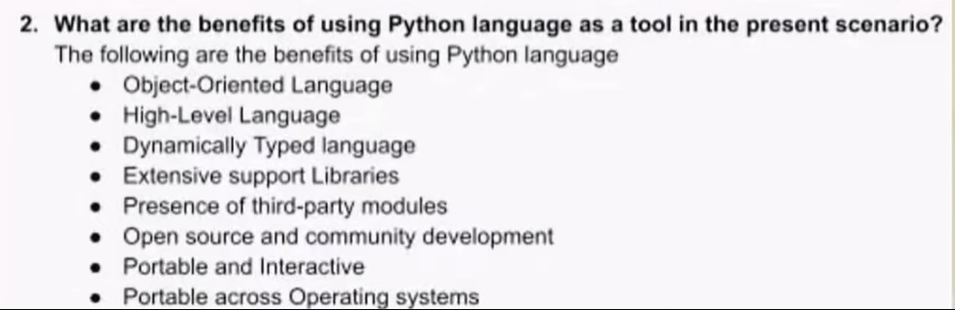 2. What are the benefits of using Python language as a tool in the present scenario?
The following are the benefits of using Python language
• Object-Oriented Language
• High-Level Language
• Dynamically Typed language
• Extensive support Libraries
• Presence of third-party modules
• Open source and community development
• Portable and Interactive
• Portable across Operating systems